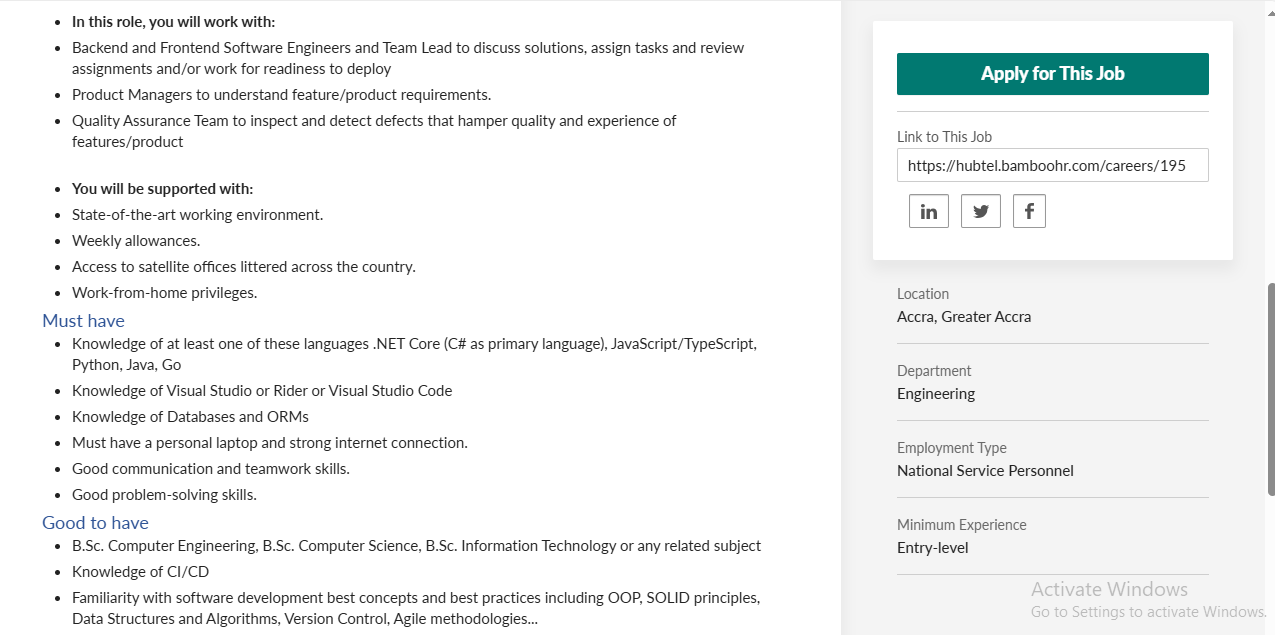 In this role, you will work with:
Backend and Frontend Software Engineers and Team Lead to discuss solutions, assign tasks and review
assignments and/or work for readiness to deploy
Product Managers to understand feature/product requirements.
Quality Assurance Team to inspect and detect defects that hamper quality and experience of
features/product
You will be supported with:
State-of-the-art working environment.
Weekly allowances.
Access to satellite offices littered across the country.
Work-from-home privileges.
Must have
Knowledge of at least one of these languages .NET Core (C# as primary language), JavaScript/TypeScript,
Python, Java, Go
Knowledge of Visual Studio or Rider or Visual Studio Code
Knowledge of Databases and ORMs
Must have a personal laptop and strong internet connection.
Good communication and teamwork skills.
Good problem-solving skills.
Good to have
B.Sc. Computer Engineering, B.Sc. Computer Science, B.Sc. Information Technology or any related subject
Knowledge of CI/CD
Familiarity with software development best concepts and best practices including OOP, SOLID principles,
Data Structures and Algorithms, Version Control, Agile methodologies...
Apply for This Job
Link to This Job
https://hubtel.bamboohr.com/careers/195
in
f
Location
Accra, Greater Accra
Department
Engineering
Employment Type
National Service Personnel
Minimum Experience
Entry-level
Activate Windows
Go to Settings to activate Windows.